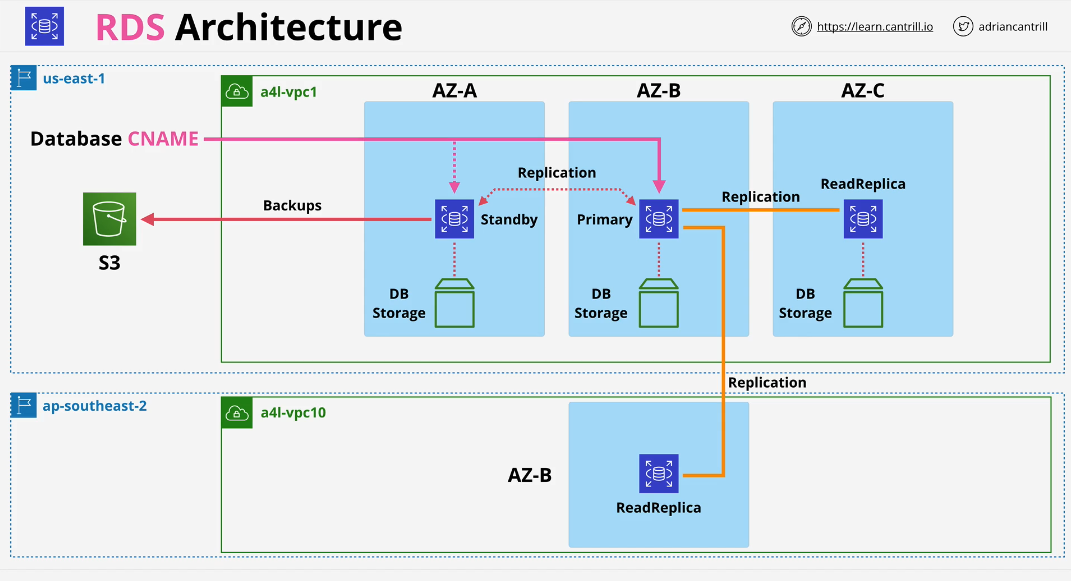 RDS Architecture
https://learn.cantrill.io
adriancantrill
us-east-1
a4l-vpc1
AZ-A
AZ-B
AZ-C
Database CNAME
Replication
ReadReplica
Replication
Backups
Standby
Primary
S3
DB
Storage
DB
Storage
DB
Storage
Replication
ap-southeast-2
a4l-vpc10
AZ-B
ReadReplica